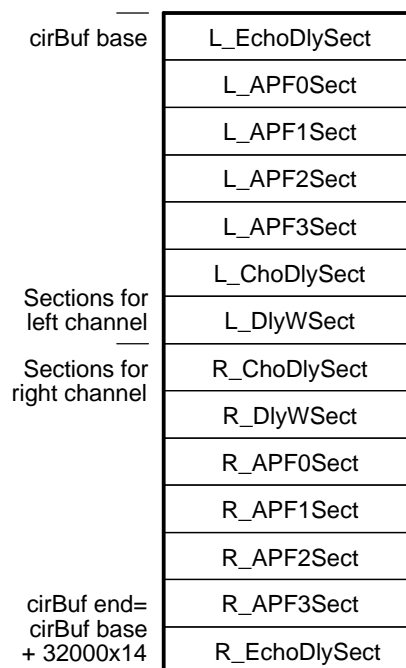 cirBuf base
L_EchoDlySect
L_APF0Sect
L_APF1Sect
L_APF2Sect
L_APF3Sect
L_ChoDlySect
Sections for
left channel
L_DlyWSect
Sections for
right channel
R_ChoDlySect
R_DlyWSect
R_APF0Sect
R_APF1Sect
R_APF2Sect
R_APF3Sect
cirBuf end=
cirBuf base
+ 32000x14
R_EchoDlySect